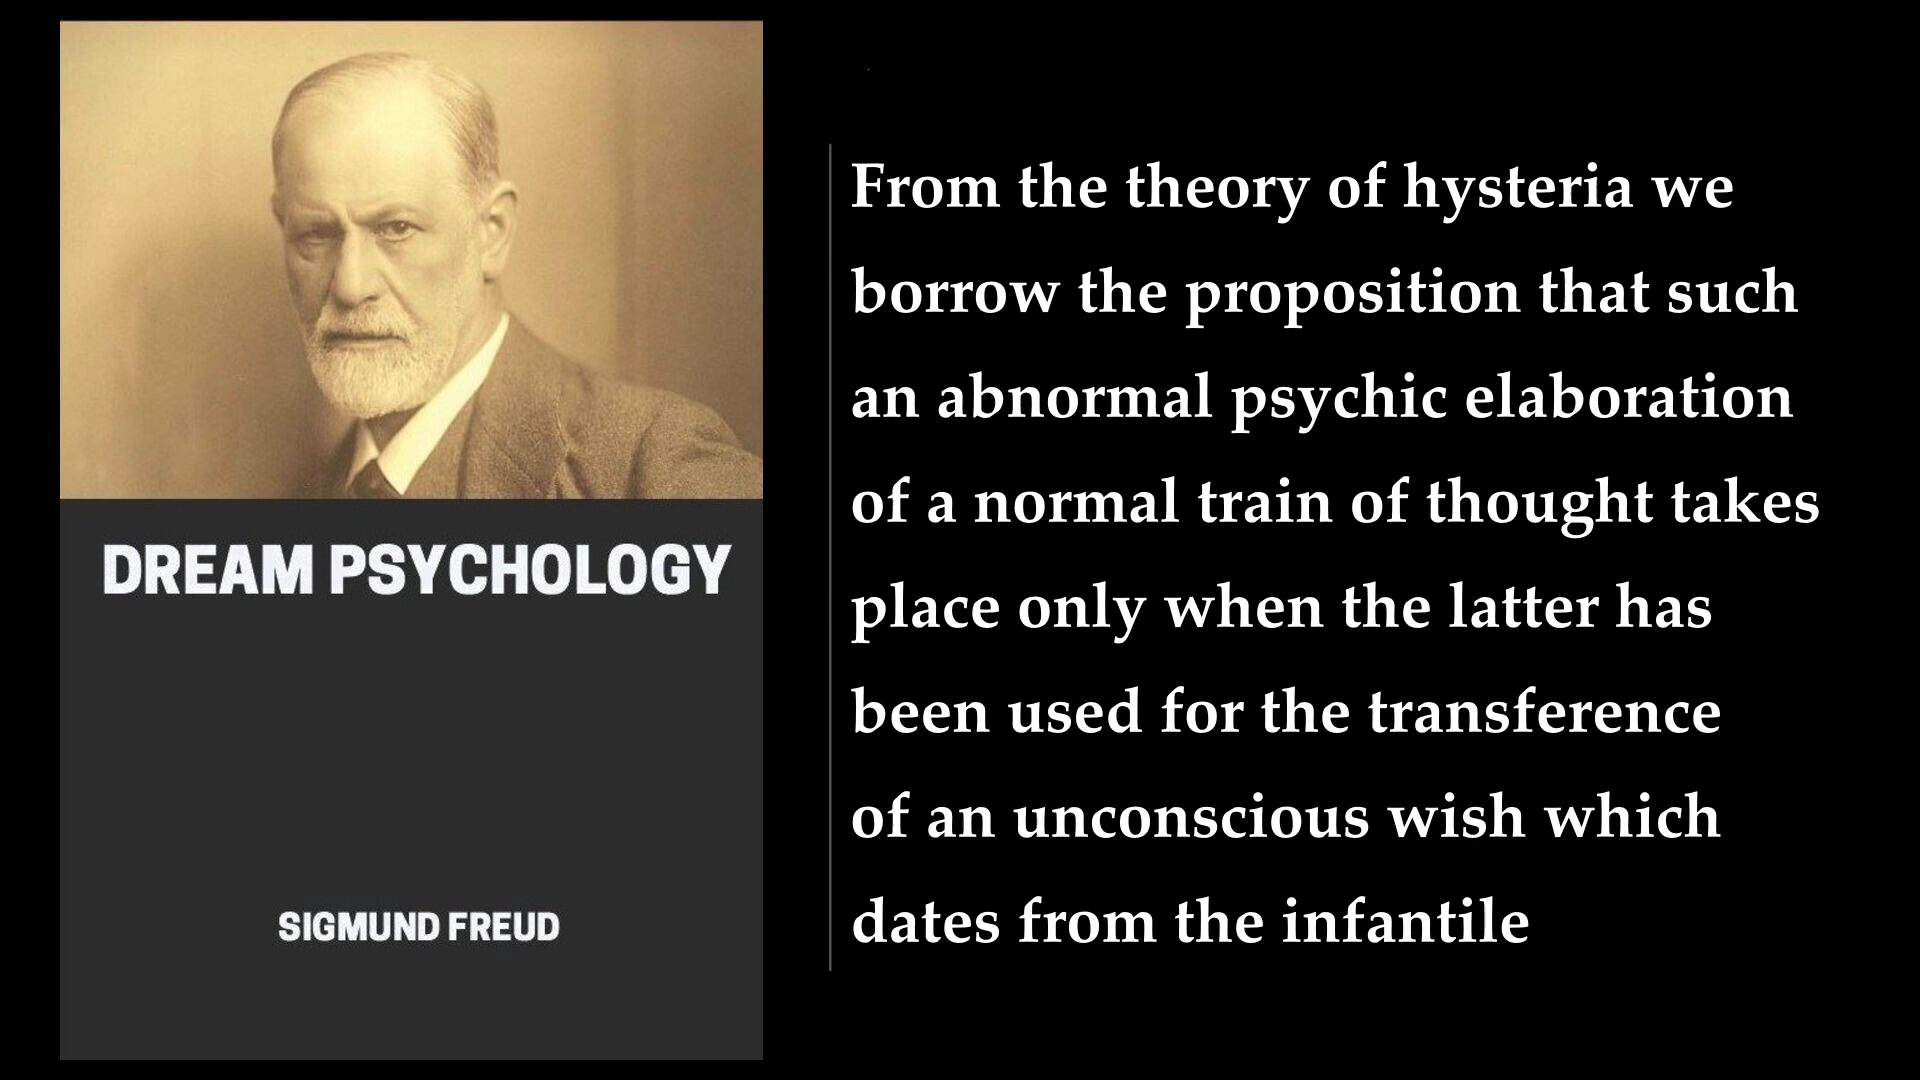 DREAM PSYCHOLOGY
SIGMUND FREUD
From the theory of hysteria we
borrow the proposition that such
an abnormal psychic elaboration
of a normal train of thought takes
place only when the latter has
been used for the transference
of an unconscious wish which
dates from the infantile